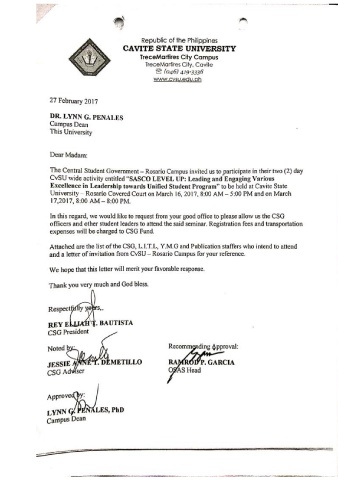 Republic of the Philippines
CAVITE STATE UNIVERSITY
TreceMartires City Campus
TreceMartires City, Cavite
☏ (046) 419-3338
www.cvsu.edu.ph
27 February 2017
DR. LYNN G. PENALES
Campus Dean
This University
Dear Madam:
The Central Student Government – Rosario Campus invited us to participate in their two (2) day
CvSU wide activity entitled "SASCO LEVEL UP: Leading and Engaging Various
Excellence in Leadership towards Unified Student Program" to be held at Cavite State
University – Rosario Covered Court on March 16, 2017, 8:00 AM – 5:00 PM and on March
17,2017, 8:00 AM – 8:00PM.
In this regard, we would like to request from your good office to please allow us the CSG
officers and other student leaders to attend the said seminar. Registration fees and transportation
expenses will be charged to CSG Fund.
Attached are the list of the CSG, L.I.T.L, Y.M.G and Publication staffers who intend to attend
and a letter of invitation from CvSU – Rosario Campus for your reference.
We hope that this letter will merit your favorable response.
Thank you very much and God bless.
Respectfully yours,
REY ELIJAH T. BAUTISTA
CSG President
Noted by:
JESSIE ANNE T. DEMETILLO
CSG Adviser
Recommending Approval:
RAMROD P. GARCIA
OSAS Head
Approved by:
LYNN G. PENALES, PhD
Campus Dean